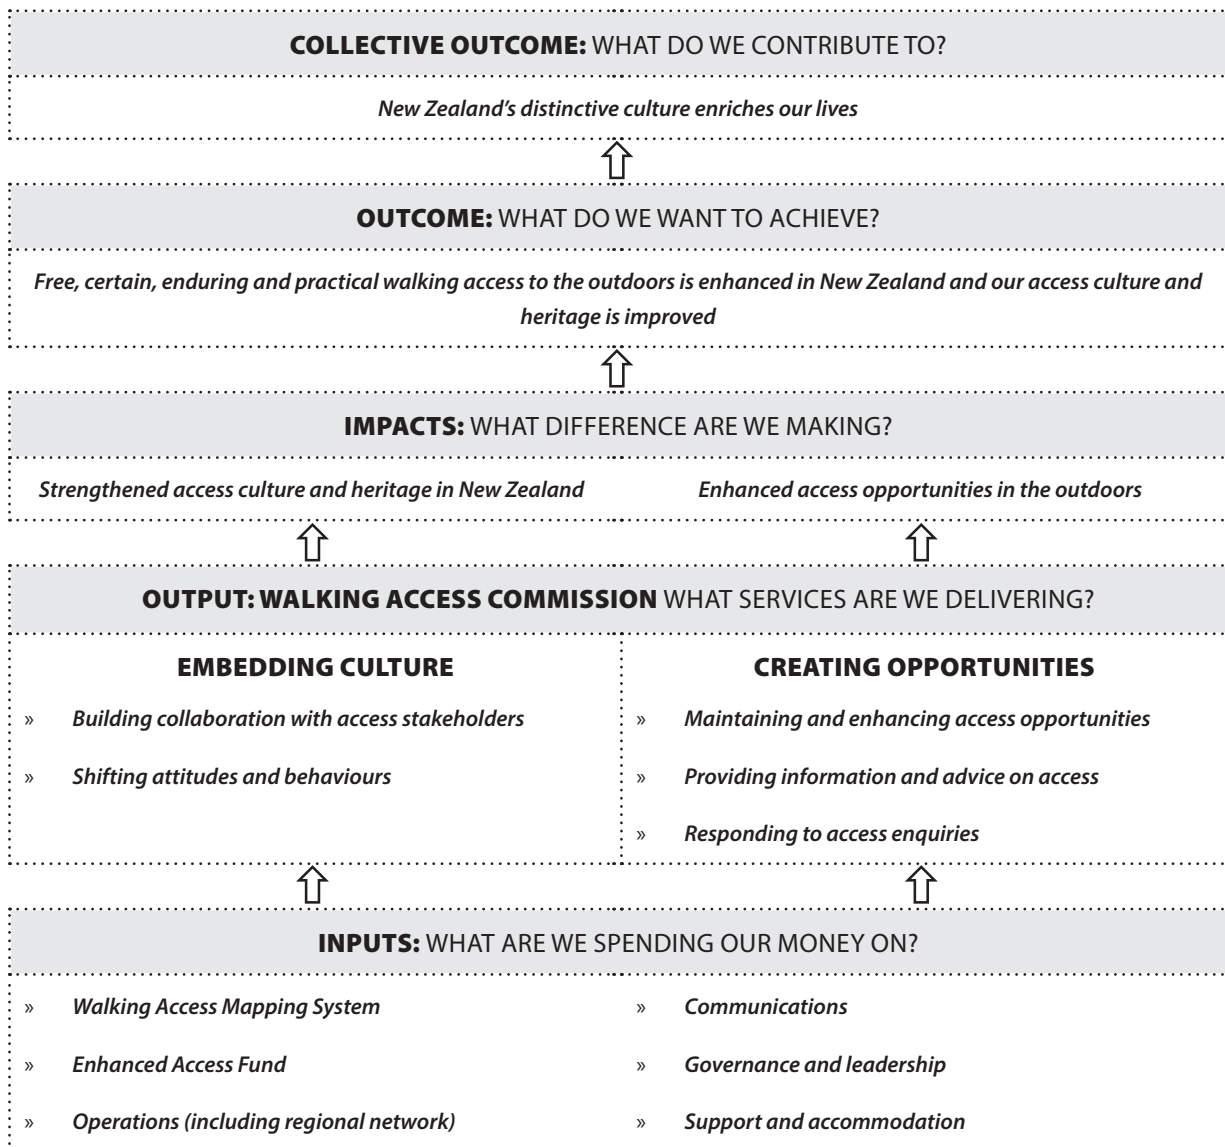 COLLECTIVE OUTCOME: WHAT DO WE CONTRIBUTE TO?
New Zealand's distinctive culture enriches our lives
OUTCOME: WHAT DO WE WANT TO ACHIEVE?
Free, certain, enduring and practical walking access to the outdoors is enhanced in New Zealand and our access culture and
heritage is improved
IMPACTS: WHAT DIFFERENCE ARE WE MAKING?
Strengthened access culture and heritage in New Zealand
Enhanced access opportunities in the outdoors
OUTPUT: WALKING ACCESS COMMISSION WHAT SERVICES ARE WE DELIVERING?
EMBEDDING CULTURE
» Building collaboration with access stakeholders
» Shifting attitudes and behaviours
CREATING OPPORTUNITIES
» Maintaining and enhancing access opportunities
» Providing information and advice on access
» Responding to access enquiries
INPUTS: WHAT ARE WE SPENDING OUR MONEY ON?
» Walking Access Mapping System
» Enhanced Access Fund
» Operations (including regional network)
» Communications
» Governance and leadership
» Support and accommodation